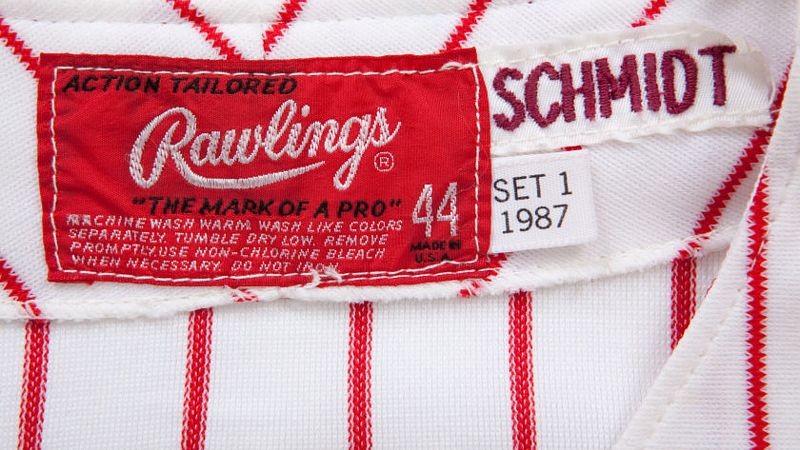 ACTION TAILORED
Rawlings®
"THE MARK OF A PRO"
44
MACHINE WASH WARM. WASH LIKE COLORS
SEPARATELY. TUMBLE DRY LOW. REMOVE
PROMPTLY. USE NON-CHLORINE BLEACH
WHEN NECESSARY. DO NOT IRON.
MADE IN
U.S.A.
SCHMIDT
SET 1
1987